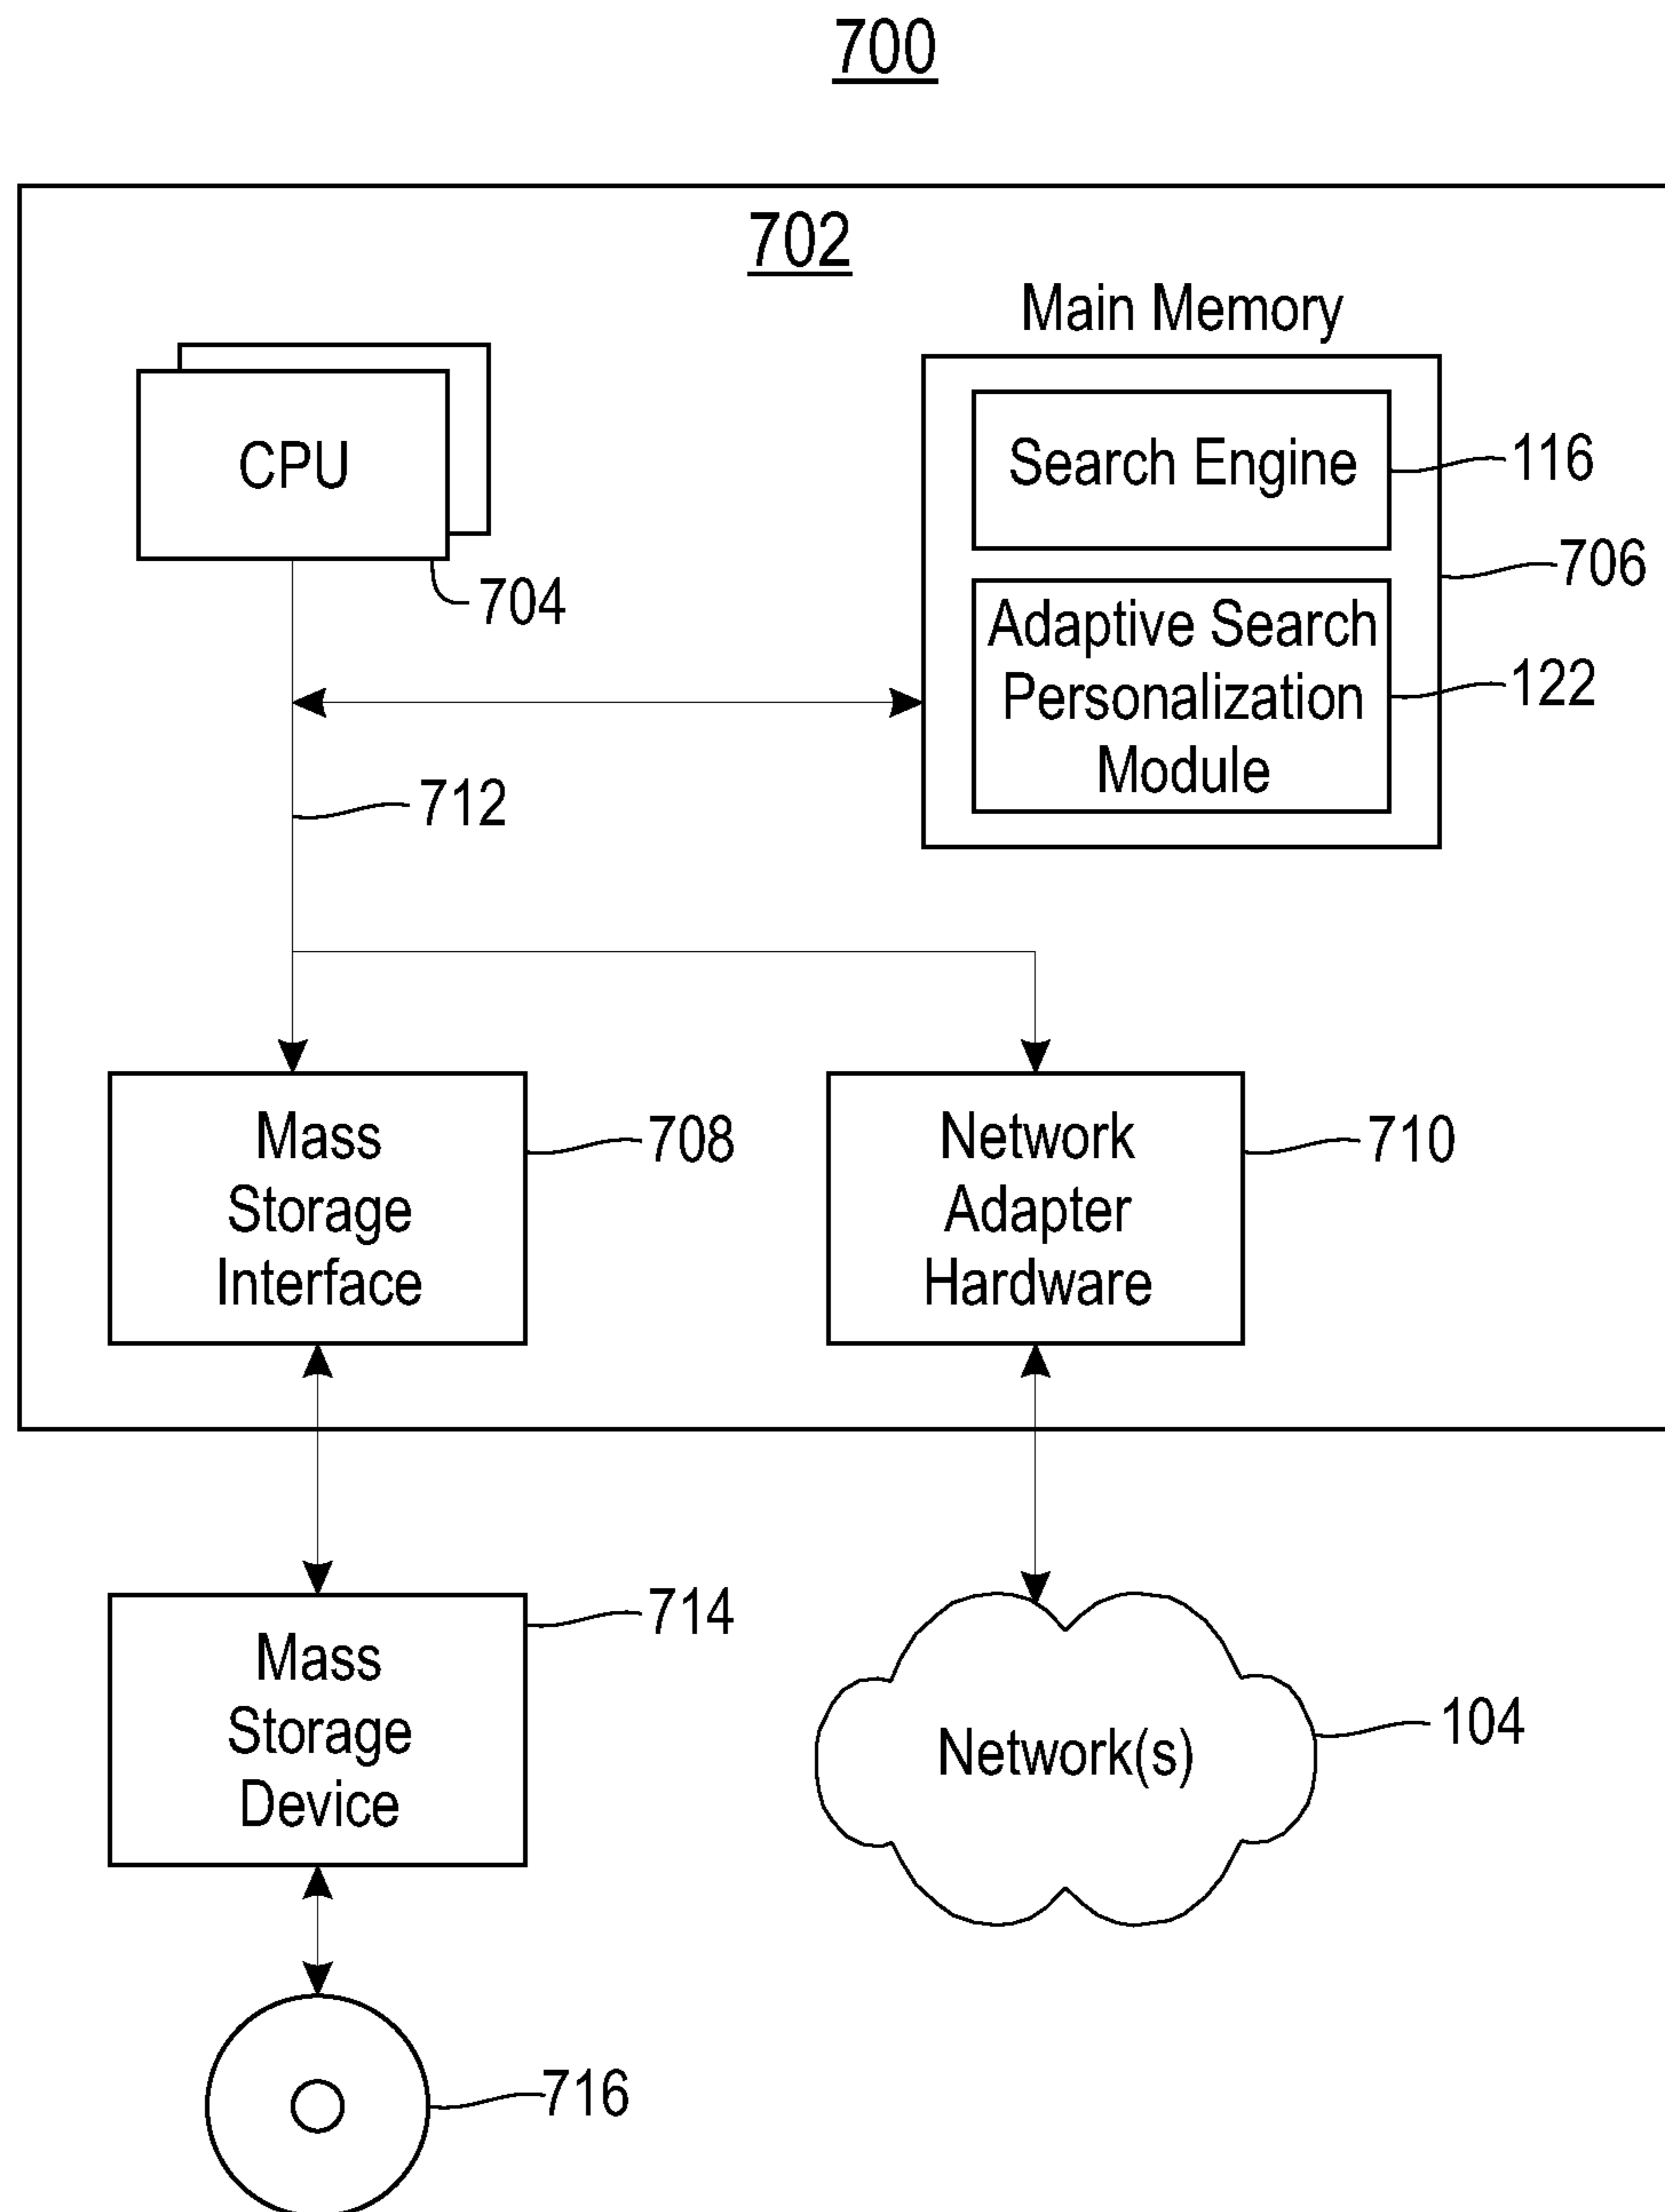 700
702
Main Memory
CPU
Search Engine
116
706
704
Adaptive Search
Personalization
Module
122
712
Mass
Storage
Interface
708
Network
Adapter
Hardware
710
Mass
Storage
Device
714
Network(s)
104
716